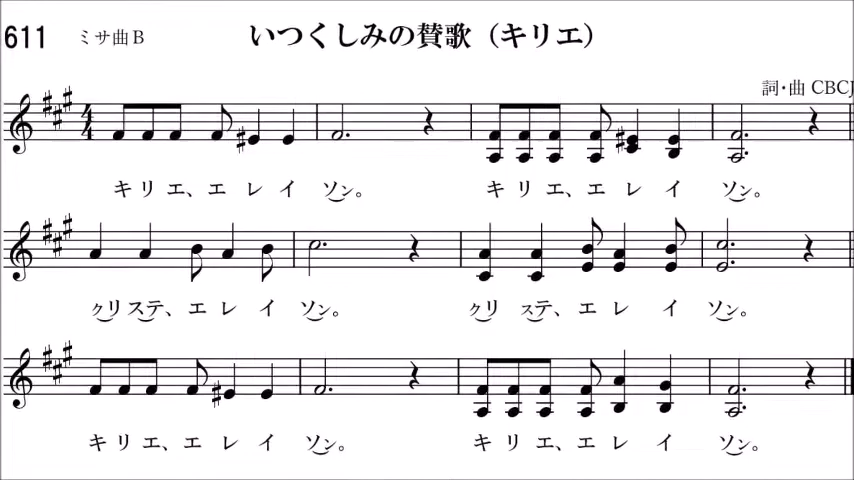 611 ミサ曲B いつくしみの賛歌（キリエ）
詞・曲 CBCJ
キリエ、エレイソン。 キリエ、エレイソン。
クリステ、エレイソン。 クリステ、エレイソン。
キリエ、エレイソン。 キリエ、エレイソン。